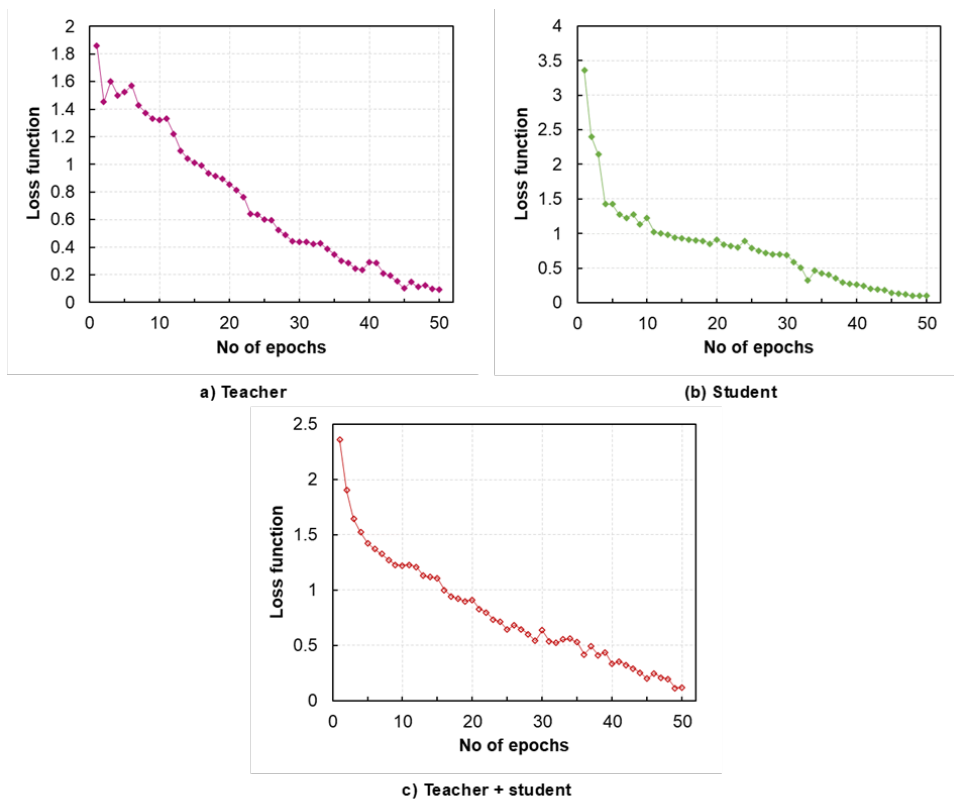 2
1.8
1.6
1.4
1.2
1
0.8
0.6
0.4
0.2
0
Loss function
0 10 20 30 40 50
No of epochs
a) Teacher
4
3.5
3
2.5
2
1.5
1
0.5
0
Loss function
0 10 20 30 40 50
No of epochs
(b) Student
2.5
2
1.5
1
0.5
0
Loss function
0 10 20 30 40 50
No of epochs
c) Teacher + student